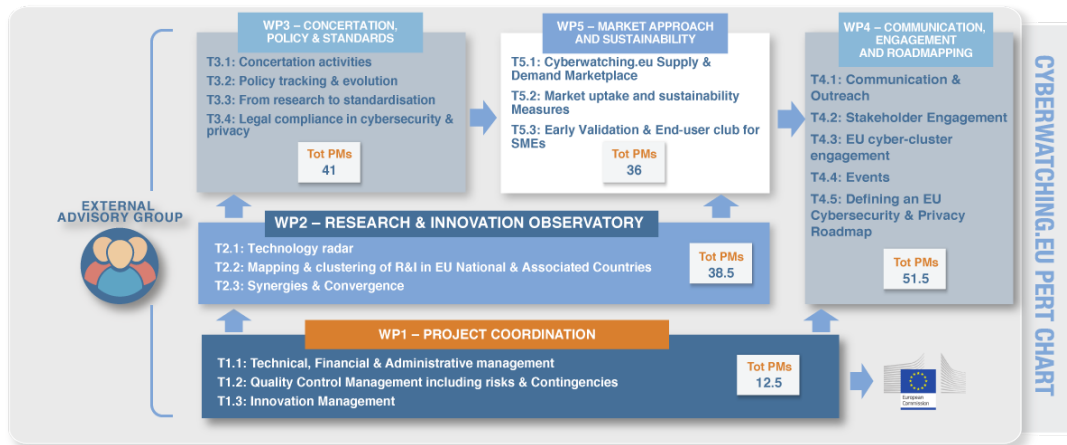 WP3 – CONCERTATION,
POLICY & STANDARDS
T3.1: Concertation activities
T3.2: Policy tracking & evolution
T3.3: From research to standardisation
T3.4: Legal compliance in cybersecurity &
privacy
Tot PMs
41
WP5 – MARKET APPROACH
AND SUSTAINABILITY
T5.1: Cyberwatching.eu Supply &
Demand Marketplace
T5.2: Market uptake and sustainability
Measures
T5.3: Early Validation & End-user club for
SMEs
Tot PMs
36
WP4 – COMMUNICATION,
ENGAGEMENT
AND ROADMAPPING
T4.1: Communication &
Outreach
T4.2: Stakeholder Engagement
T4.3: EU cyber-cluster
engagement
T4.4: Events
T4.5: Defining an EU
Cybersecurity & Privacy
Roadmap
Tot PMs
51.5
EXTERNAL
ADVISORY GROUP
WP2 – RESEARCH & INNOVATION OBSERVATORY
T2.1: Technology radar
T2.2: Mapping & clustering of R&I in EU National & Associated Countries
T2.3: Synergies & Convergence
Tot PMs
38.5
WP1 – PROJECT COORDINATION
T1.1: Technical, Financial & Administrative management
T1.2: Quality Control Management including risks & Contingencies
T1.3: Innovation Management
Tot PMs
12.5
European
Commission
CYBERWATCHING.EU PERT CHART